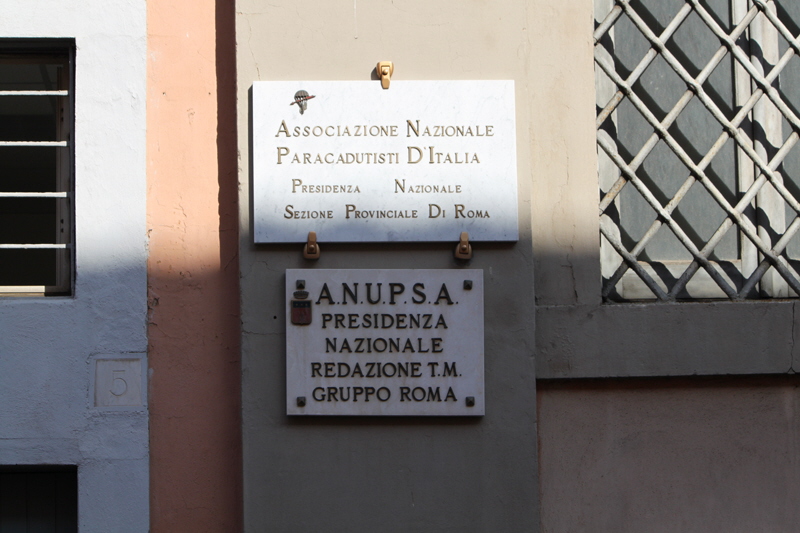 Associazione Nazionale
Paracadutisti D'Italia
Presidenza Nazionale
Sezione Provinciale Di Roma
A.N.U.P.S.A.
PRESIDENZA
NAZIONALE
REDAZIONE T.M.
GRUPPO ROMA
5